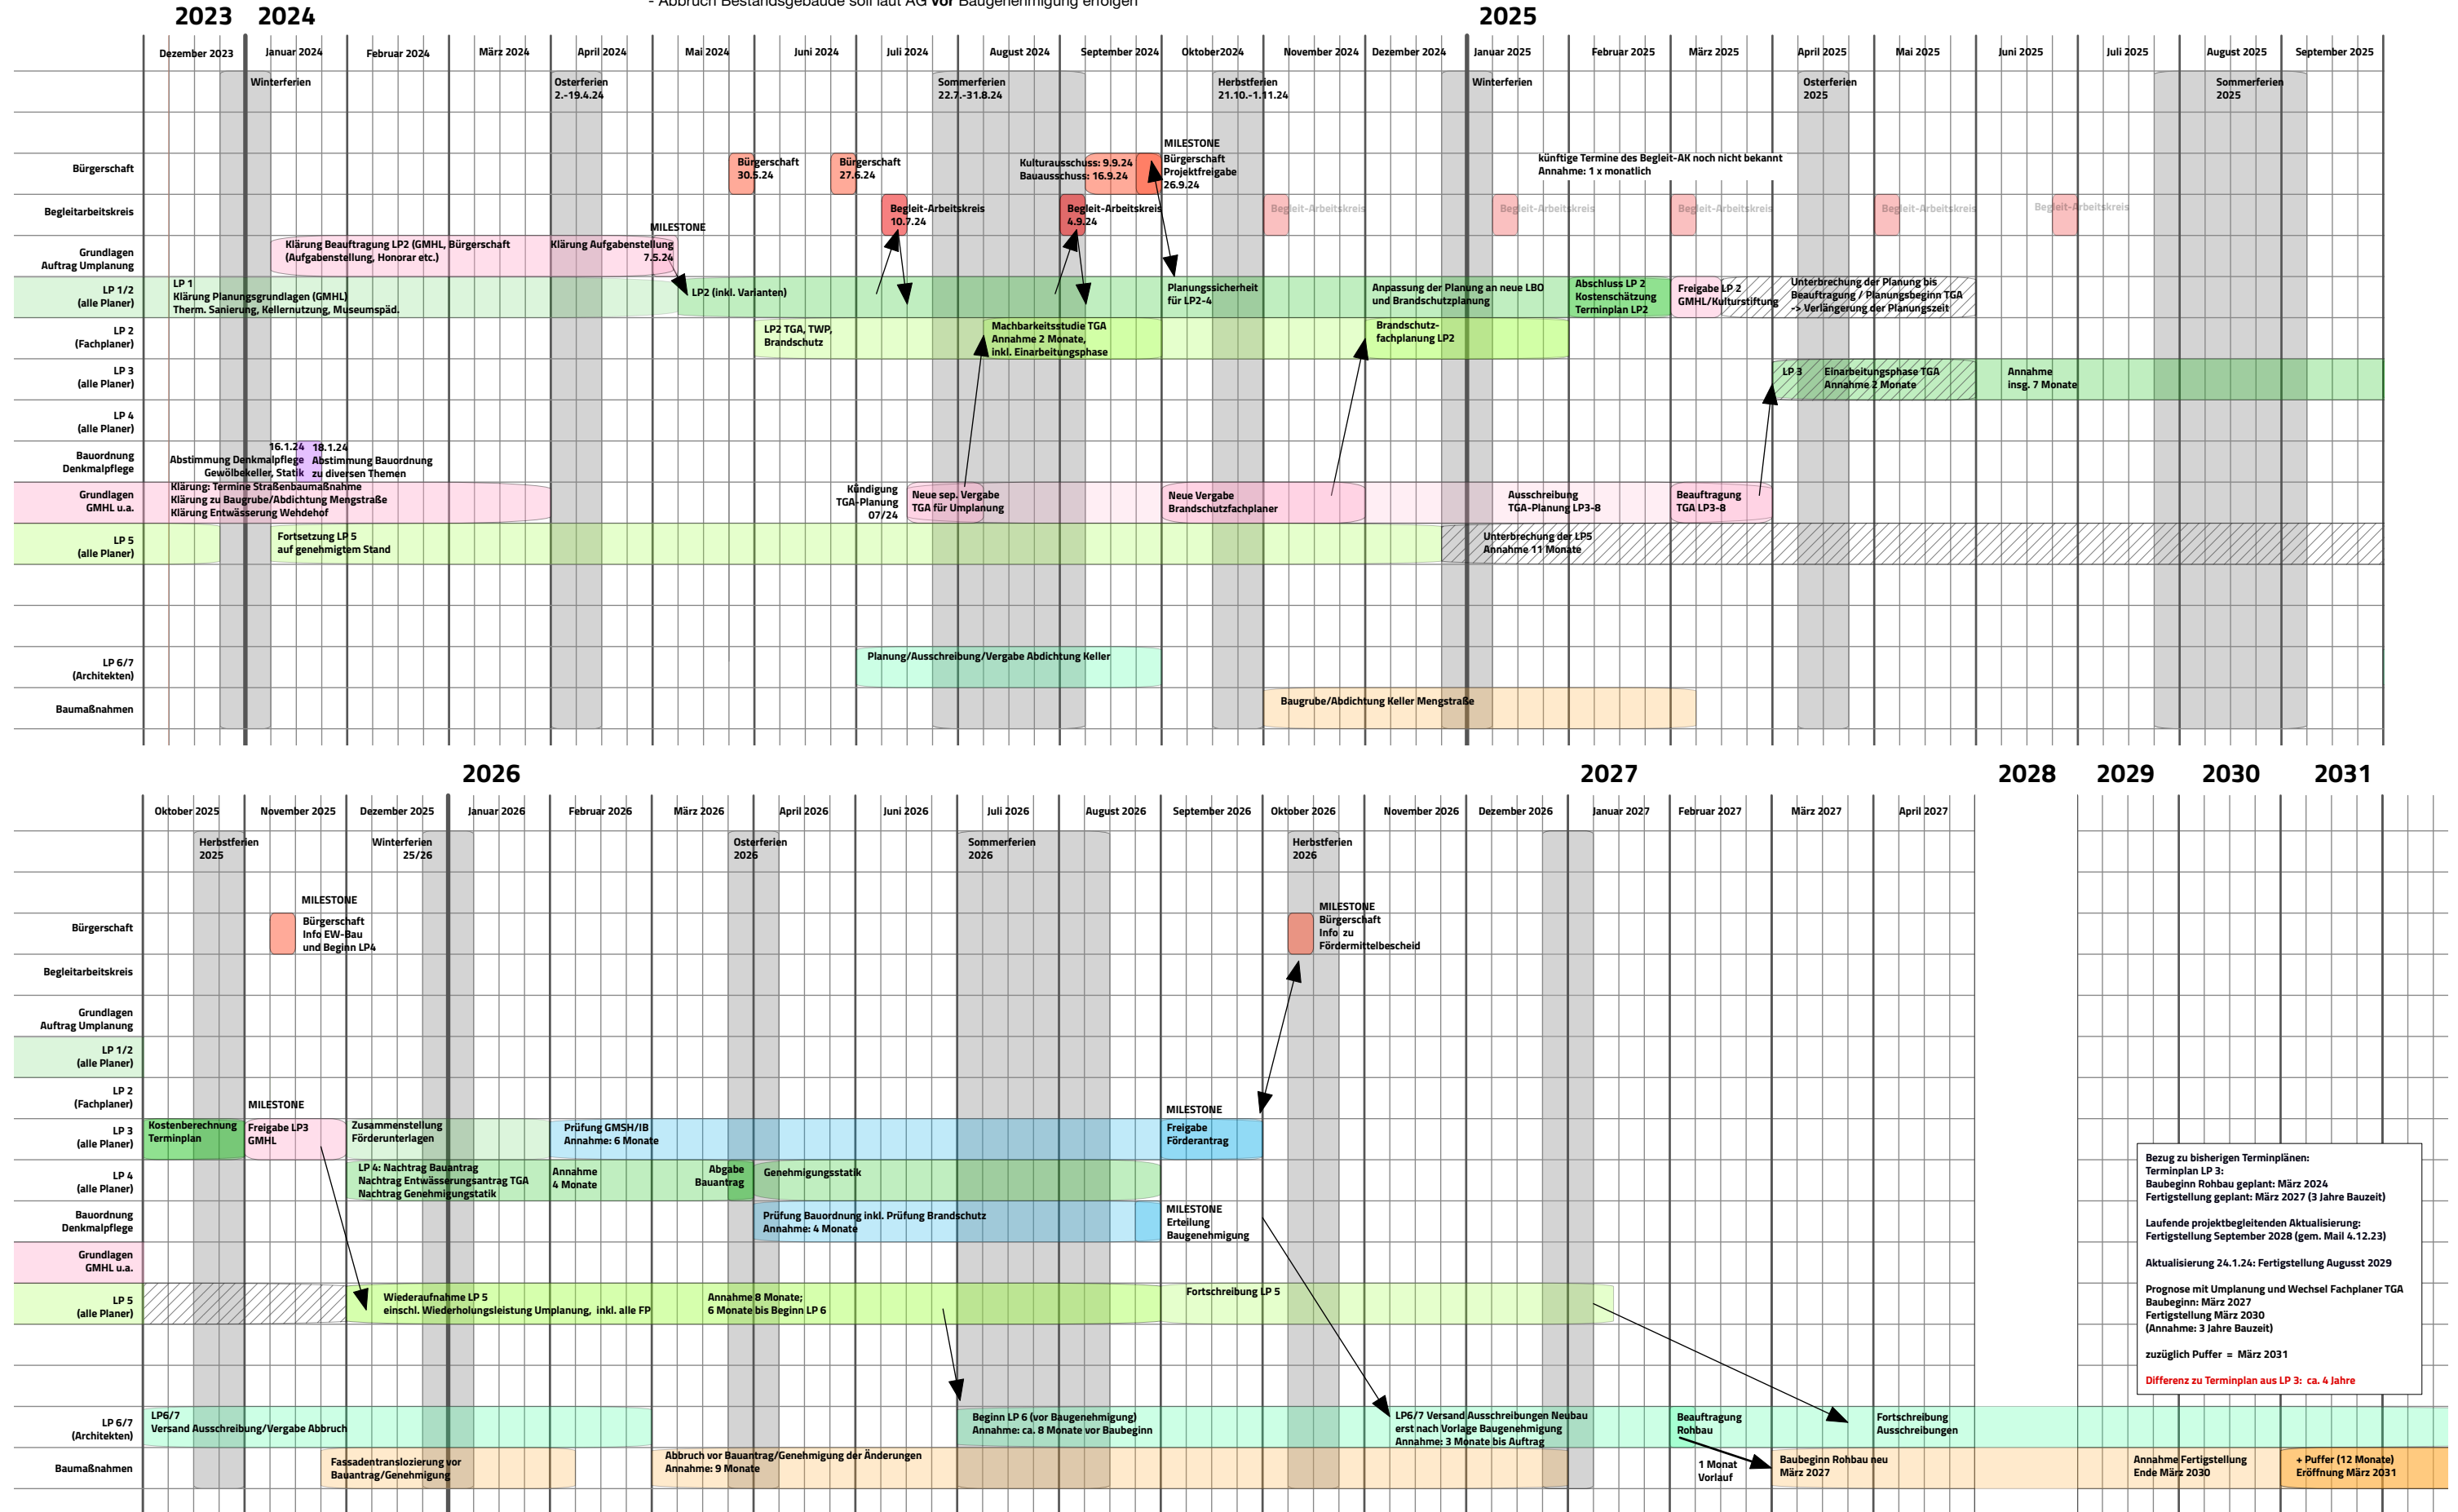 - Abbruch Bestandsgebäude soll laut AG vor Baugenehmigung erfolgen
2023 2024 2025
Dezember 2023 Januar 2024 Februar 2024 März 2024 April 2024 Mai 2024 Juni 2024 Juli 2024 August 2024 September 2024 Oktober2024 November 2024 Dezember 2024 Januar 2025 Februar 2025 März 2025 April 2025 Mai 2025 Juni 2025 Juli 2025 August 2025 September 2025
Winterferien
Osterferien
2.-19.4.24
Sommerferien
22.7.-31.8.24
Herbstferien
21.10.-1.11.24
Winterferien
Osterferien
2025
Sommerferien
2025
Bürgerschaft
Bürgerschaft
30.5.24
Bürgerschaft
27.6.24
Kulturausschuss: 9.9.24
Bauausschuss: 16.9.24
MILESTONE
Bürgerschaft
Projektfreigabe
26.9.24
künftige Termine des Begleit-AK noch nicht bekannt
Annahme: 1 x monatlich
Begleitarbeitskreis
Begleit-Arbeitskreis
10.7.24
Begleit-Arbeitskreis
4.9.24
Begleit-Arbeitskreis
Begleit-Arbeitskreis
Begleit-Arbeitskreis
Begleit-Arbeitskreis
Begleit-Arbeitskreis
Grundlagen
Auftrag Umplanung
Klärung Beauftragung LP2 (GMHL, Bürgerschaft
(Aufgabenstellung, Honorar etc.)
MILESTONE
Klärung Aufgabenstellung
7.5.24
LP 1/2
(alle Planer)
LP 1
Klärung Planungsgrundlagen (GMHL)
Therm. Sanierung, Kellernutzung, Museumspäd.
LP2 (inkl. Varianten)
Planungssicherheit
für LP2-4
Anpassung der Planung an neue LBO
und Brandschutzplanung
Abschluss LP 2
Kostenschätzung
Terminplan LP2
Freigabe LP 2
GMHL/Kulturstiftung
Unterbrechung der Planung bis
Beauftragung / Planungsbeginn TGA
-> Verlängerung der Planungszeit
LP 2
(Fachplaner)
LP2 TGA, TWP,
Brandschutz
Machbarkeitsstudie TGA
Annahme 2 Monate,
inkl. Einarbeitungsphase
Brandschutz-
fachplanung LP2
LP 3
(alle Planer)
LP 3
Einarbeitungsphase TGA
Annahme 2 Monate
Annahme
insg. 7 Monate
LP 4
(alle Planer)
Bauordnung
Denkmalpflege
16.1.24
Abstimmung Denkmalpflege
Gewölbekeller, Statik
18.1.24
Abstimmung Bauordnung
zu diversen Themen
Grundlagen
GMHL u.a.
Klärung: Termine Straßenbaumaßnahme
Klärung zu Baugrube/Abdichtung Mengstraße
Klärung Entwässerung Wehdehof
Kündigung
TGA-Planung
07/24
Neue sep. Vergabe
TGA für Umplanung
Neue Vergabe
Brandschutzfachplaner
Ausschreibung
TGA-Planung LP3-8
Beauftragung
TGA LP3-8
LP 5
(alle Planer)
Fortsetzung LP 5
auf genehmigtem Stand
Unterbrechung der LP5
Annahme 11 Monate
LP 6/7
(Architekten)
Planung/Ausschreibung/Vergabe Abdichtung Keller
Baumaßnahmen
Baugrube/Abdichtung Keller Mengstraße
2026 2027 2028 2029 2030 2031
Oktober 2025 November 2025 Dezember 2025 Januar 2026 Februar 2026 März 2026 April 2026 Juni 2026 Juli 2026 August 2026 September 2026 Oktober 2026 November 2026 Dezember 2026 Januar 2027 Februar 2027 März 2027 April 2027
Herbstferien
2025
Winterferien
25/26
Osterferien
2026
Sommerferien
2026
Herbstferien
2026
Bürgerschaft
MILESTONE
Bürgerschaft
Info EW-Bau
und Beginn LP4
MILESTONE
Bürgerschaft
Info zu
Fördermittelbescheid
Begleitarbeitskreis
Grundlagen
Auftrag Umplanung
LP 1/2
(alle Planer)
LP 2
(Fachplaner)
LP 3
(alle Planer)
Kostenberechnung
Terminplan
MILESTONE
Freigabe LP3
GMHL
Zusammenstellung
Förderunterlagen
Prüfung GMSH/IB
Annahme: 6 Monate
MILESTONE
Freigabe
Förderantrag
LP 4
(alle Planer)
LP 4: Nachtrag Bauantrag
Nachtrag Entwässerungsantrag TGA
Nachtrag Genehmigungstatik
Annahme
4 Monate
Abgabe
Bauantrag
Genehmigungsstatik
Bauordnung
Denkmalpflege
Prüfung Bauordnung inkl. Prüfung Brandschutz
Annahme: 4 Monate
MILESTONE
Erteilung
Baugenehmigung
Grundlagen
GMHL u.a.
LP 5
(alle Planer)
Wiederaufnahme LP 5
einschl. Wiederholungsleistung Umplanung, inkl. alle FP
Annahme 8 Monate;
6 Monate bis Beginn LP 6
Fortschreibung LP 5
LP 6/7
(Architekten)
LP6/7
Versand Ausschreibung/Vergabe Abbruch
Beginn LP 6 (vor Baugenehmigung)
Annahme: ca. 8 Monate vor Baubeginn
LP6/7 Versand Ausschreibungen Neubau
erst nach Vorlage Baugenehmigung
Annahme: 3 Monate bis Auftrag
Beauftragung
Rohbau
Fortschreibung
Ausschreibungen
Baumaßnahmen
Fassadentranslozierung vor
Bauantrag/Genehmigung
Abbruch vor Bauantrag/Genehmigung der Änderungen
Annahme: 9 Monate
1 Monat
Vorlauf
Baubeginn Rohbau neu
März 2027
Annahme Fertigstellung
Ende März 2030
+ Puffer (12 Monate)
Eröffnung März 2031
Bezug zu bisherigen Terminplänen:
Terminplan LP 3:
Baubeginn Rohbau geplant: März 2024
Fertigstellung geplant: März 2027 (3 Jahre Bauzeit)
Laufende projektbegleitenden Aktualisierung:
Fertigstellung September 2028 (gem. Mail 4.12.23)
Aktualisierung 24.1.24: Fertigstellung Augusst 2029
Prognose mit Umplanung und Wechsel Fachplaner TGA
Baubeginn: März 2027
Fertigstellung März 2030
(Annahme: 3 Jahre Bauzeit)
zuzüglich Puffer = März 2031
Differenz zu Terminplan aus LP 3: ca. 4 Jahre